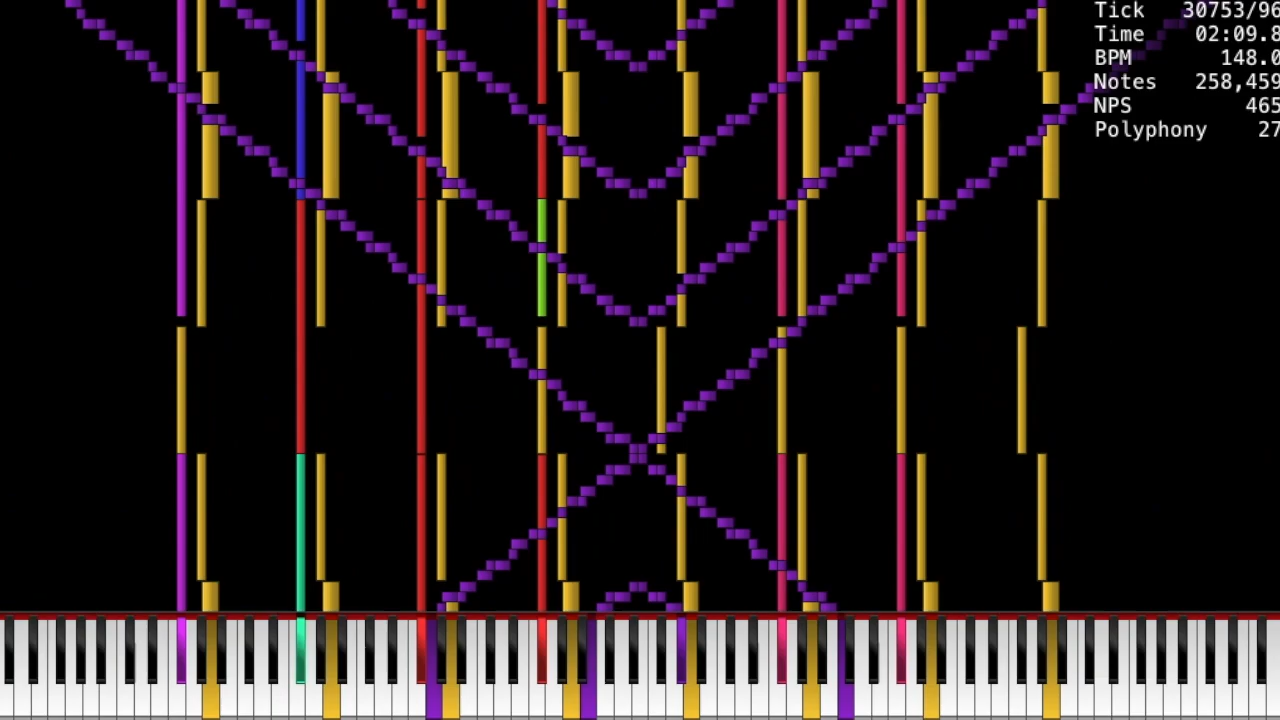 Tick 30753/96
Time 02:09.8
BPM 148.0
Notes 258,459
NPS 465
Polyphony 27